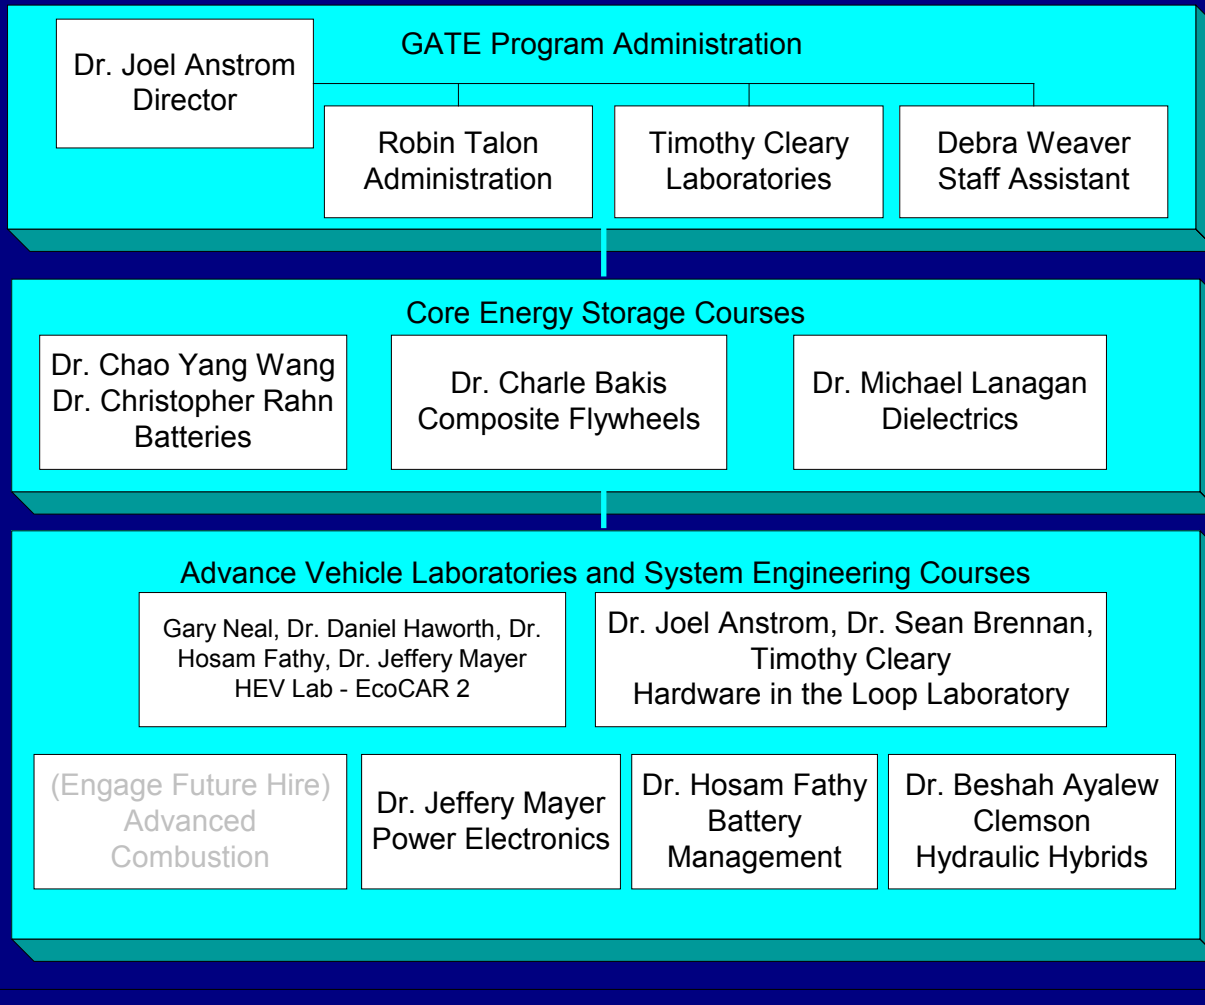 GATE Program Administration
Dr. Joel Anstrom
Director
Robin Talon
Administration
Timothy Cleary
Laboratories
Debra Weaver
Staff Assistant
Core Energy Storage Courses
Dr. Chao Yang Wang
Dr. Christopher Rahn
Batteries
Dr. Charle Bakis
Composite Flywheels
Dr. Michael Lanagan
Dielectrics
Advance Vehicle Laboratories and System Engineering Courses
Gary Neal, Dr. Daniel Haworth, Dr.
Hosam Fathy, Dr. Jeffery Mayer
HEV Lab - EcoCAR 2
Dr. Joel Anstrom, Dr. Sean Brennan,
Timothy Cleary
Hardware in the Loop Laboratory
(Engage Future Hire)
Advanced
Combustion
Dr. Jeffery Mayer
Power Electronics
Dr. Hosam Fathy
Battery
Management
Dr. Beshah Ayalew
Clemson
Hydraulic Hybrids